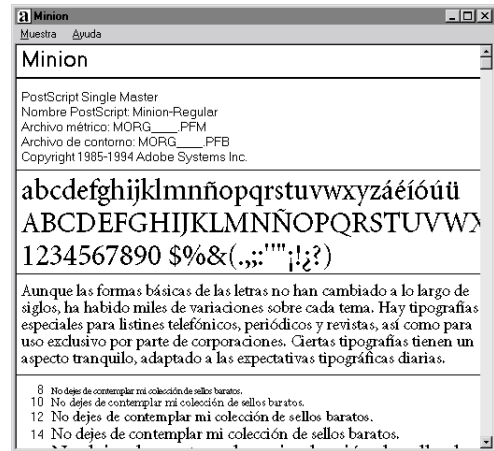 a Minion
Muestra Ayuda
Minion
PostScript Single Master
Nombre PostScript: Minion-Regular
Archivo métrico: MORG____.PFM
Archivo de contorno: MORG____.PFB
Copyright 1985-1994 Adobe Systems Inc.
abcdefghijklmnñopqrstuvwxyzáéíóúü
ABCDEFGHIJKLMNÑOPQRSTUVWX
1234567890 $%&(.,;:'"'"¡!¿?)
Aunque las formas básicas de las letras no han cambiado a lo largo de
siglos, ha habido miles de variaciones sobre cada tema. Hay tipografías
especiales para listines telefónicos, periódicos y revistas, así como para
uso exclusivo por parte de corporaciones. Ciertas tipografías tienen un
aspecto tranquilo, adaptado a las expectativas tipográficas diarias.
8 No dejes de contemplar mi colección de sellos baratos.
10 No dejes de contemplar mi colección de sellos baratos.
12 No dejes de contemplar mi colección de sellos baratos.
14 No dejes de contemplar mi colección de sellos baratos.